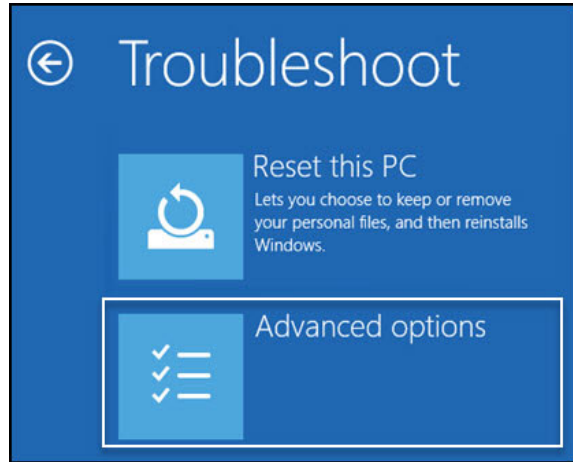 Troubleshoot
Reset this PC
Lets you choose to keep or remove
your personal files, and then reinstalls
Windows.
Advanced options